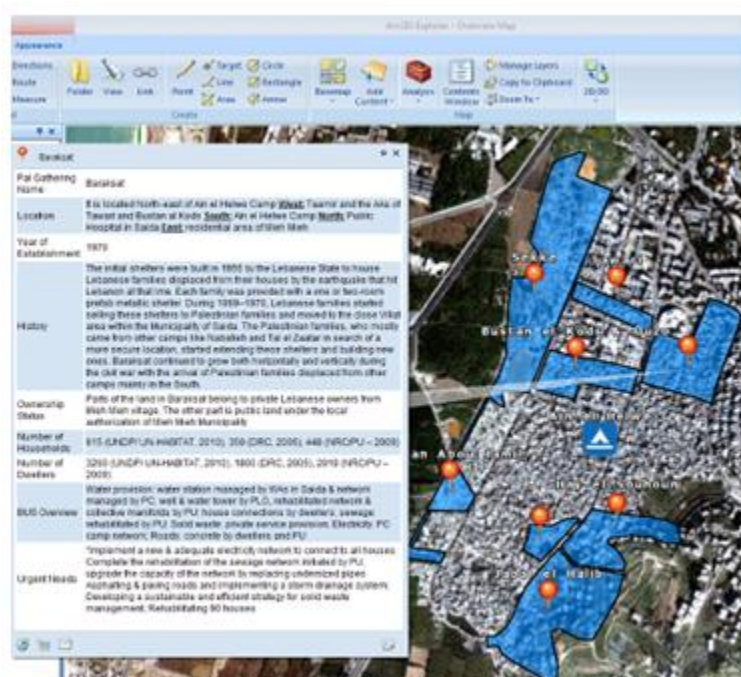 ArcGIS Explorer - Overview Map
Appearance
Directions
Route
Measure
Folder View Link
Point
Target
Line
Area
Circle
Rectangle
Arrow
Create
Basemap
Add Content
Analysis
Contents Window
Manage Layers
Copy to Clipboard
Zoom To
Map
2D/3D
Baraksat
Pal Gathering Name
Baraksat
Location
It is located North-east of Ain el Helwe Camp West: Taamir and the Aka of
Tawari and Bustan al Kods South: Ain el Helwe Camp North: Public
Hospital in Saida East: residential area of Mieh Mieh
Year of
Establishment
1970
History
The initial shelters were built in 1955 by the Lebanese State to house
Lebanese families displaced from their houses by the earthquake that hit
Lebanon at that time. Each family was provided with a one or two-room
prefab metallic shelter. During 1959-1970, Lebanese families started
selling these shelters to Palestinian families and moved to the close Villat
area within the Municipality of Saida. The Palestinian families, who mostly
came from other camps like Nabatieh and Tal el Zaatar in search of a
more secure location, started extending these shelters and building new
ones. Baraksat continued to grow both horizontally and vertically during
the civil war with the arrival of Palestinian families displaced from other
camps mainly in the South.
Ownership
Status
Parts of the land in Baraksat belong to private Lebanese owners from
Mieh Mieh village. The other part is public land under the local
authorization of Mieh Mieh Municipality
Number of
Households
615 (UNDP/ UN-HABITAT, 2010), 350 (DRC, 2005), 448 (NRC/PU – 2009)
Number of
Dwellers
3250 (UNDP/ UN-HABITAT, 2010), 1800 (DRC, 2005), 2019 (NRC/PU –
2009)
BUS Overview
Water provision: water station managed by WAs in Saida & network
managed by PC, well & water tower by PLO, rehabilitated network &
collective manifolds by PU; house connections by dwellers, sewage:
rehabilitated by PU. Solid waste: private service provision. Electricity: PC
camp network, Roads: concrete by dwellers and PU
Urgent Needs
*Implement a new & adequate electricity network to connect to all houses
Complete the rehabilitation of the sewage network initiated by PU,
upgrade the capacity of the network by replacing undersized pipes
Asphalting & paving roads and implementing a storm drainage system;
Developing a sustainable and efficient strategy for solid waste
management; Rehabilitating 90 houses
Sekke
Bustan el-Kods
Ain el Helwe
Jabal el Halib